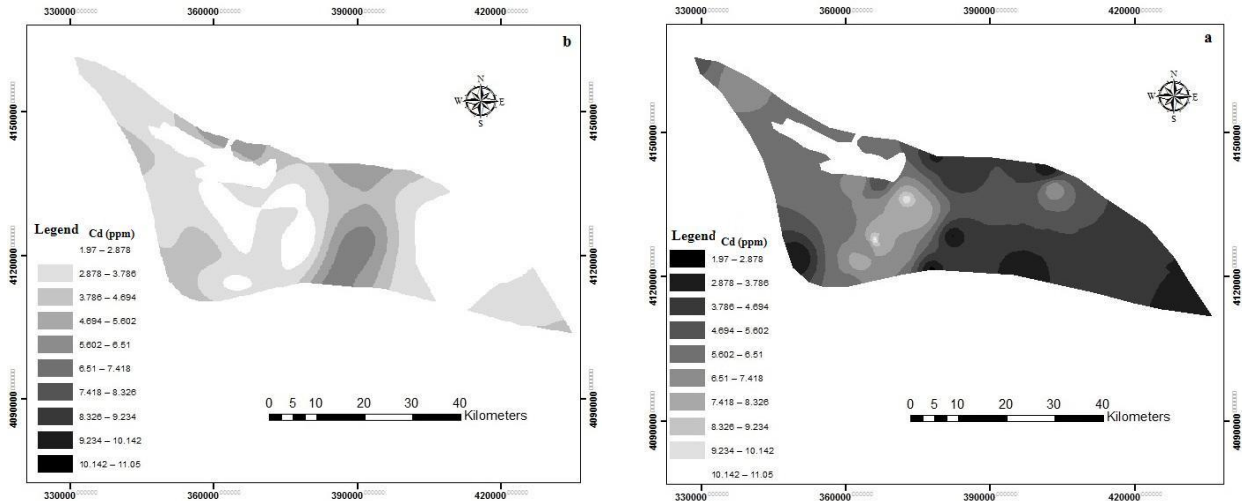 330000 360000 390000 420000
b
N
W E
S
4150000
4150000
4120000
4120000
4090000
4090000
Legend Cd (ppm)
1.97 – 2.878
2.878 – 3.786
3.786 – 4.694
4.694 – 5.602
5.602 – 6.51
6.51 – 7.418
7.418 – 8.326
8.326 – 9.234
9.234 – 10.142
10.142 – 11.05
0 5 10 20 30 40
Kilometers
330000 360000 390000 420000
330000 360000 390000 420000
a
N
W E
S
4150000
4150000
4120000
4120000
4090000
4090000
Legend Cd (ppm)
1.97 – 2.878
2.878 – 3.786
3.786 – 4.694
4.694 – 5.602
5.602 – 6.51
6.51 – 7.418
7.418 – 8.326
8.326 – 9.234
9.234 – 10.142
10.142 – 11.05
0 5 10 20 30 40
Kilometers
330000 360000 390000 420000